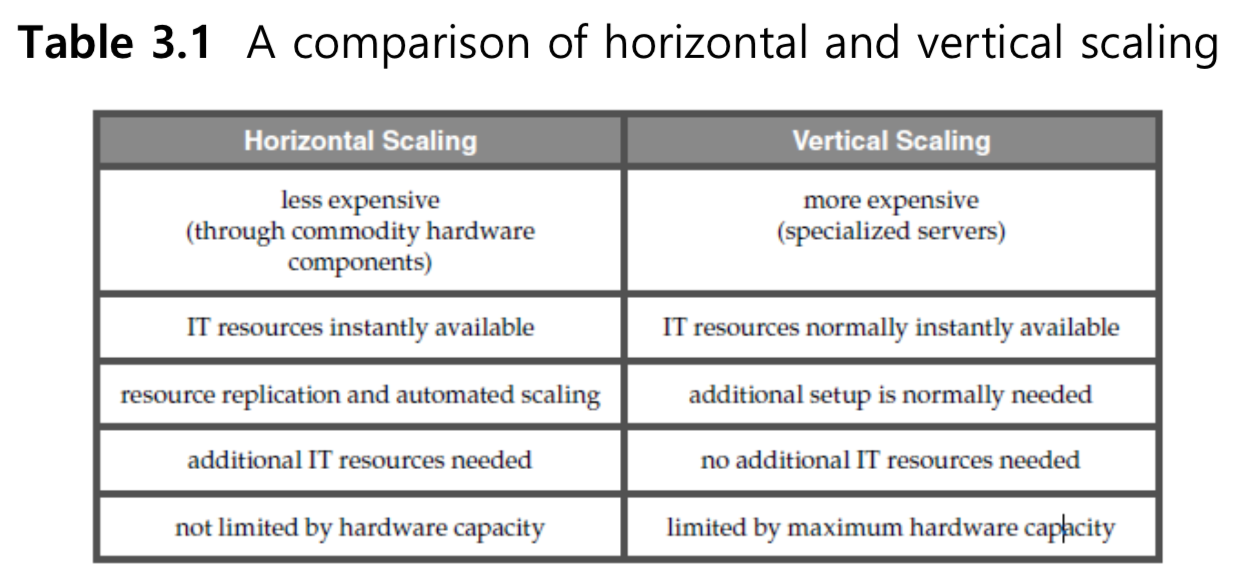 Table 3.1 A comparison of horizontal and vertical scaling
Horizontal Scaling
Vertical Scaling
less expensive
(through commodity hardware
components)
more expensive
(specialized servers)
IT resources instantly available
IT resources normally instantly available
resource replication and automated scaling
additional setup is normally needed
additional IT resources needed
no additional IT resources needed
not limited by hardware capacity
limited by maximum hardware capacity